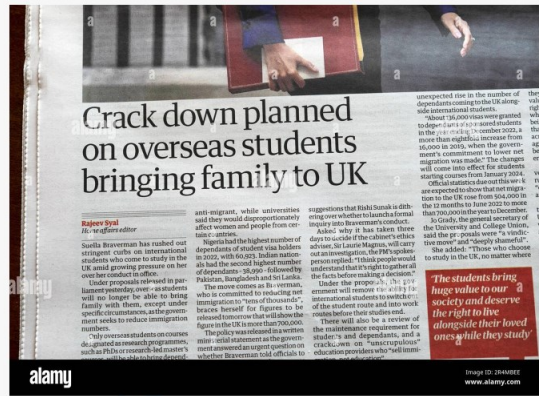 Crack down planned
on overseas students
bringing family to UK
Rajeev Syal
Home affairs editor
Suella Braverman has rushed out
stringent curbs on international
students who come to study in the
UK amid growing pressure on her
over her conduct in office.
Under proposals released in par-
liament yesterday, over-
students
will no longer be able to bring
family with them, except under
specific circumstances, as the govern-
ment seeks to reduce immigration
numbers.
Only overseas students on courses
designated as research programmes,
such as PhDs or research-led master's
anti-migrant, while universities
said they would disproportionately
affect women and people from cer-
tain countries.
Nigeria had the highest number of
dependants of student visa holders
in 2022, with 60,923. Indian nation-
als had the second highest number
of dependants - 38,990 - followed by
Pakistan, Bangladesh and Sri Lanka.
The move comes as Braverman,
who is committed to reducing net
immigration to "tens of thousands",
braces herself for figures to be
released tomorrow that will show the
figure in the UK is more than 700,000.
The policy was released in a written
ministerial statement as the govern-
ment answered an urgent question on
whether Braverman told officials to
suggestions that Rishi Sunak is dith-
ering over whether to launch a formal
inquiry into Braverman's conduct.
Asked why it has taken three
days to decide if the cabinet's ethics
adviser, Sir Laurie Magnus, will carry
out an investigation, the PM's spokes-
person replied: "I think people would
understand that it's right to gather all
the facts before making a decision."
Under the proposals, the gov-
ernment will remove the ability for
international students to switch out
of the student route and into work
routes before their studies end.
There will also be a review of
the maintenance requirement for
students and dependants, and a
crackdown on "unscrupulous"
education providers who "sell immi-
unexpected rise in the number of
dependants coming to the UK along-
side international students.
"About 136,000 visas were granted
to dependants of sponsored students
in the year ending December 2022, a
more than eightfold increase from
16,000 in 2019, when the govern-
ment's commitment to lower net
migration was made." The changes
will come into effect for students
starting courses from January 2024.
Official statistics due out this week
are expected to show that net migra-
tion to the UK rose from 504,000 in
the 12 months to June 2022 to more
than 700,000 in the year to December.
Jo Grady, the general secretary of
the University and College Union,
said the proposals were "a vindic-
tive move" and "deeply shameful".
She added: "Those who choose
to study in the UK, no matter where
'The students bring
huge value to our
society and deserve
the right to live
alongside their loved
ones while they study'
alamy
Image ID: 2R4MBEE
www.alamy.com